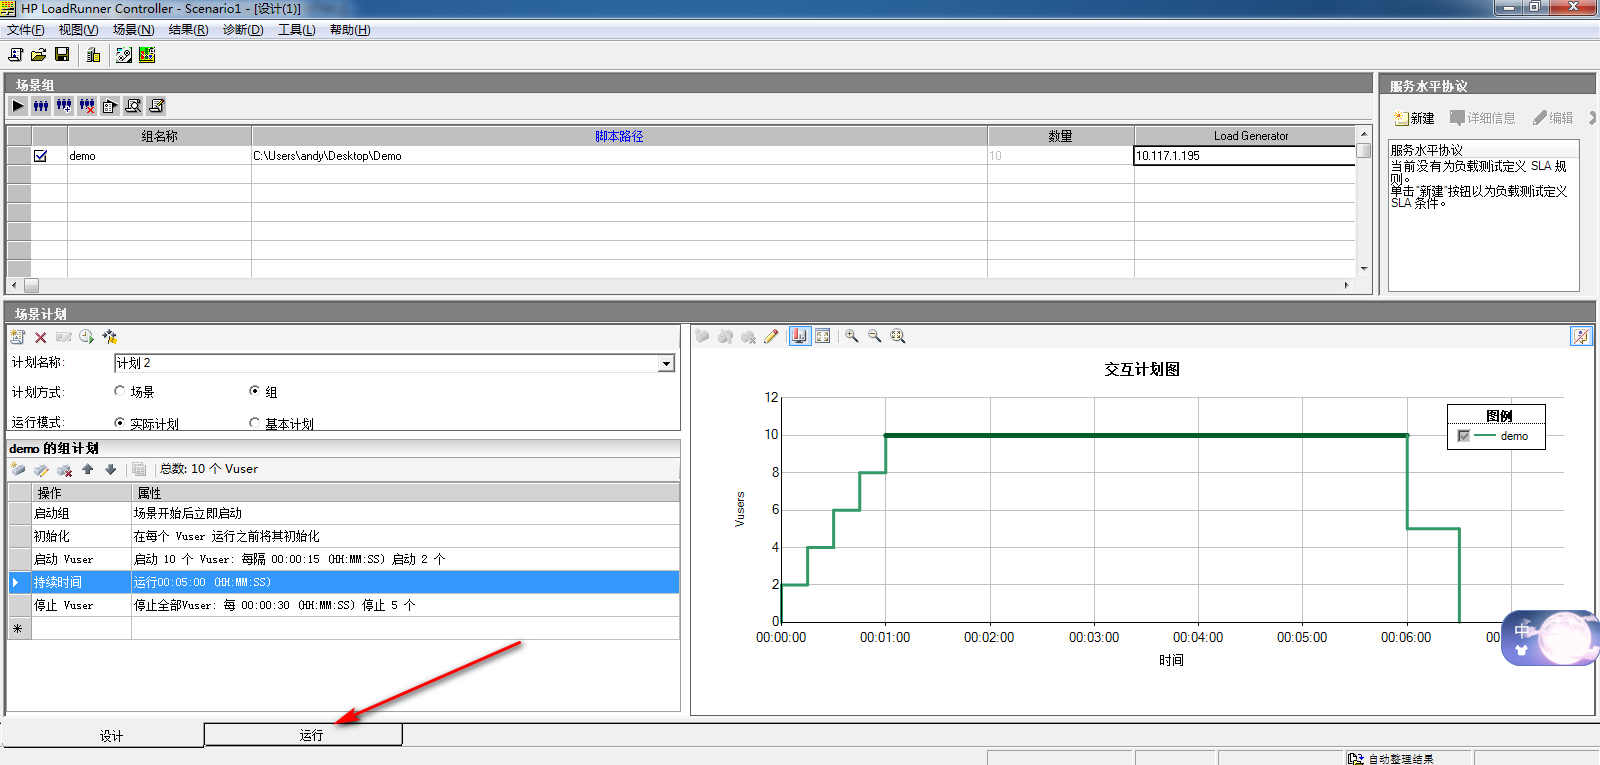 HP LoadRunner Controller - Scenario1 - [设计(1)]
文件(F) 视图(V) 场景(N) 结果(R) 诊断(D) 工具(L) 帮助(H)
场景组
组名称 脚本路径 数量 Load Generator
demo C:\Users\andy\Desktop\Demo 10 10.117.1.195
服务水平协议
新建 详细信息 编辑
服务水平协议
当前没有为负载测试定义 SLA 规
则。
单击"新建"按钮以为负载测试定义
SLA 条件。
场景计划
计划名称: 计划 2
计划方式: 场景 组
运行模式: 实际计划 基本计划
demo 的组计划
总数: 10 个 Vuser
操作 属性
启动组 场景开始后立即启动
初始化 在每个 Vuser 运行之前将其初始化
启动 Vuser 启动 10 个 Vuser: 每隔 00:00:15 (HH:MM:SS) 启动 2 个
持续时间 运行00:05:00 (HH:MM:SS)
停止 Vuser 停止全部Vuser: 每 00:00:30 (HH:MM:SS) 停止 5 个
*
交互计划图
图例
demo
Vusers
12
10
8
6
4
2
0
00:00:00 00:01:00 00:02:00 00:03:00 00:04:00 00:05:00 00:06:00
时间
中
设计 运行
自动整理结果